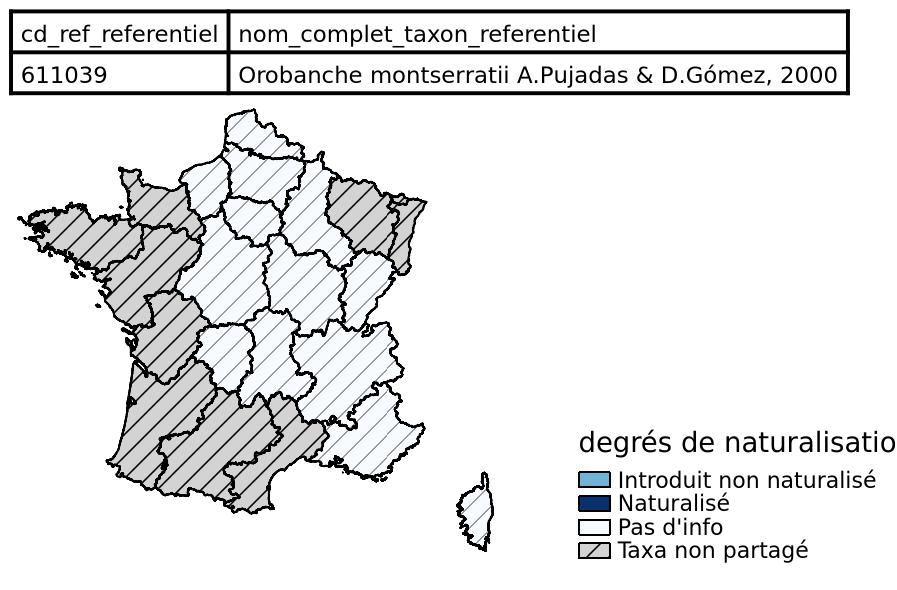 cd_ref_referentiel nom_complet_taxon_referentiel
611039 Orobanche montserratii A.Pujadas & D.Gómez, 2000
degrés de naturalisatio
Introduit non naturalisé
Naturalisé
Pas d'info
Taxa non partagé